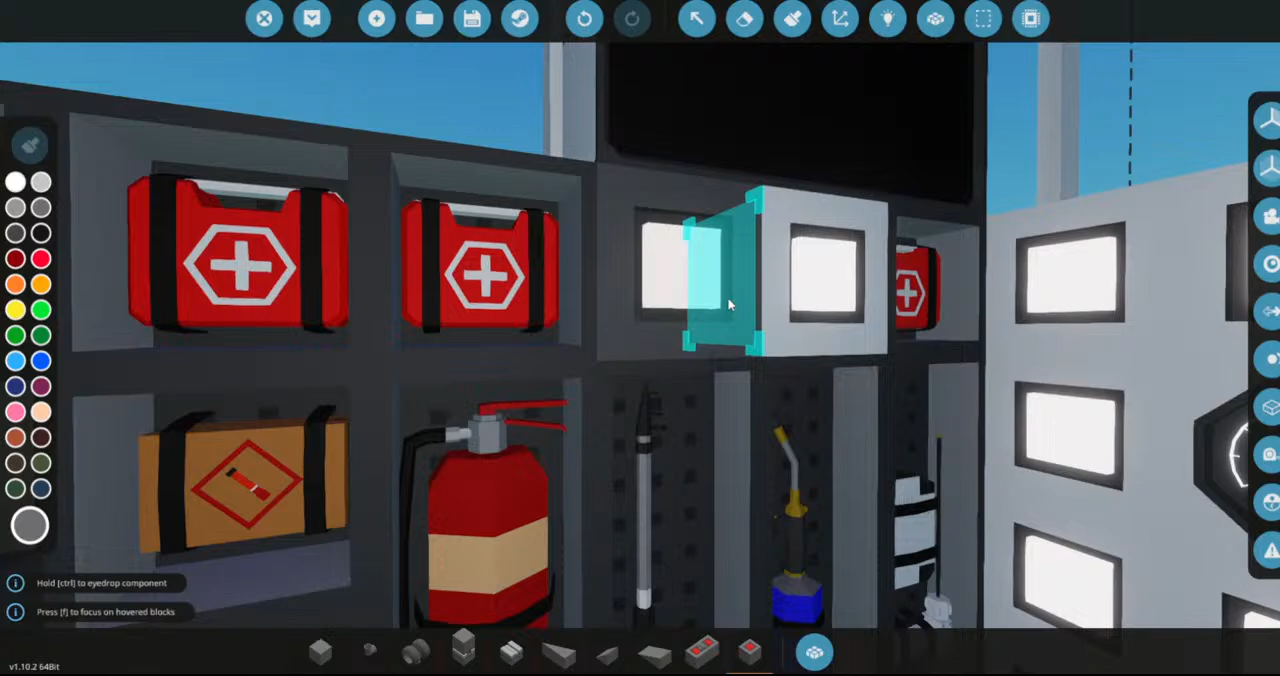 Hold [ctrl] to eyedrop component
Press [f] to focus on hovered blocks
v1.10.2 64Bit